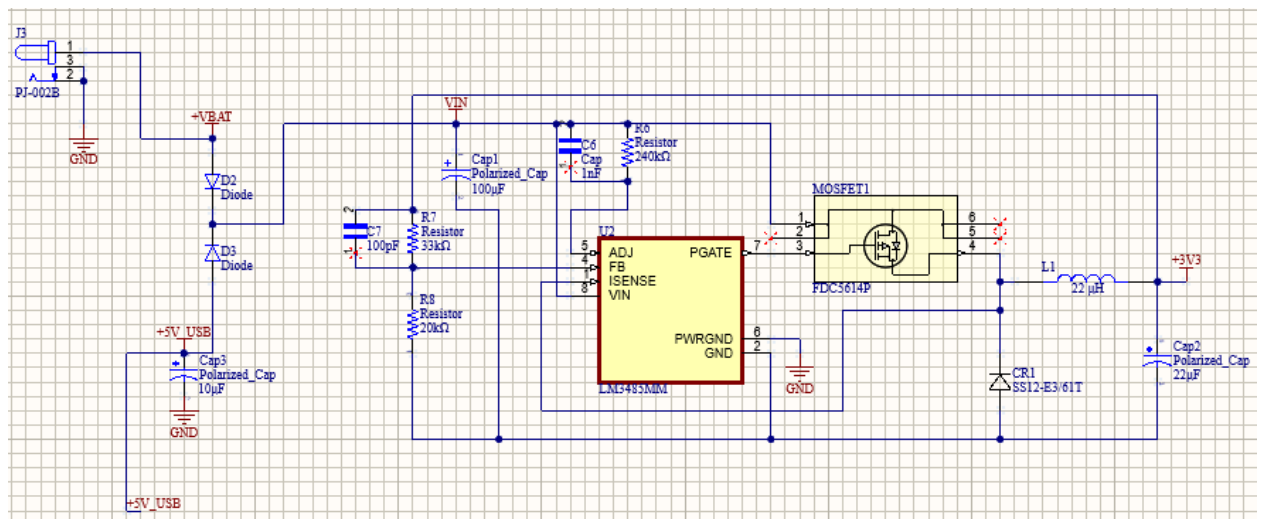 J3
1
3
2
PJ-002B
GND
+VBAT
D2
Diode
D3
Diode
+5V_USB
Cap3
Polarized_Cap
10µF
GND
+5V_USB
VIN
Cap1
Polarized_Cap
100µF
2
C7
100pF
1
R7
Resistor
33kΩ
R8
Resistor
20kΩ
C6
Cap
1nF
R6
Resistor
240kΩ
U2
5 ADJ
4 FB
1 ISENSE
8 VIN
PGATE 7
PWRGND 6
GND 2
LM3485MM
GND
MOSFET1
1
2
3
6
5
4
FDC5614P
L1
22 µH
+3V3
CR1
SS12-E3/61T
Cap2
Polarized_Cap
22µF